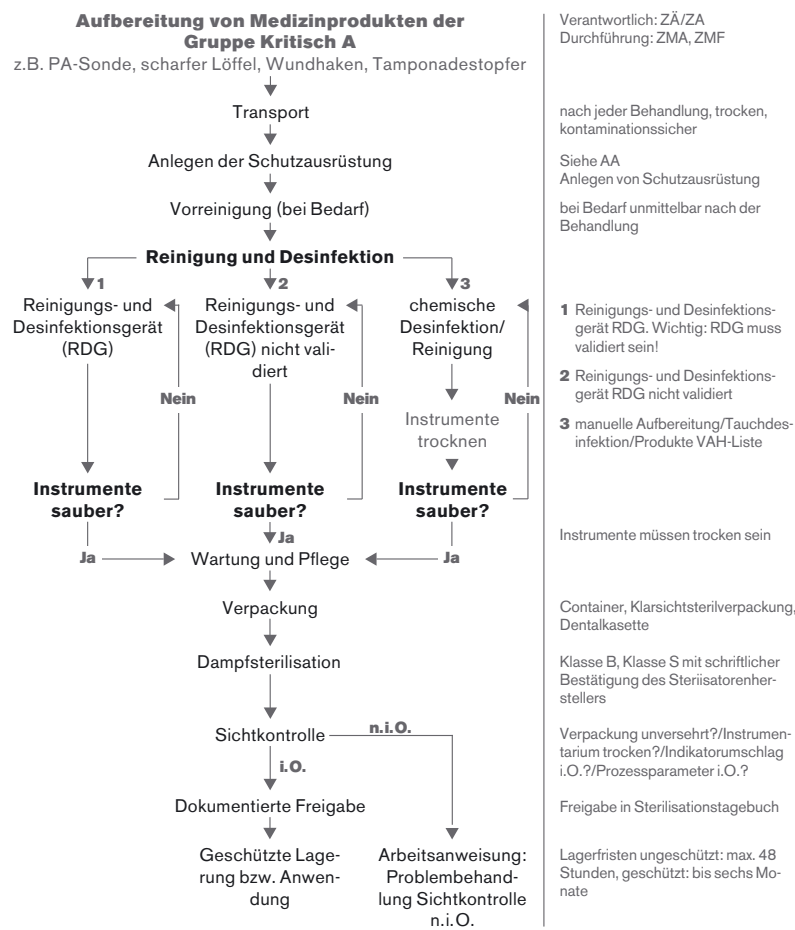 Aufbereitung von Medizinprodukten der
Gruppe Kritisch A
z.B. PA-Sonde, scharfer Löffel, Wundhaken, Tamponadestopfer
Verantwortlich: ZÄ/ZA
Durchführung: ZMA, ZMF
Transport
nach jeder Behandlung, trocken,
kontaminationssicher
Anlegen der Schutzausrüstung
Siehe AA
Anlegen von Schutzausrüstung
Vorreinigung (bei Bedarf)
bei Bedarf unmittelbar nach der
Behandlung
Reinigung und Desinfektion
1
Reinigungs- und
Desinfektionsgerät
(RDG)
Nein
Instrumente
sauber?
Ja
2
Reinigungs- und
Desinfektionsgerät
(RDG) nicht vali-
diert
Nein
Instrumente
sauber?
Ja
3
chemische
Desinfektion/
Reinigung
Nein
Instrumente
trocknen
Instrumente
sauber?
Ja
1 Reinigungs- und Desinfektions-
gerät RDG. Wichtig: RDG muss
validiert sein!
2 Reinigungs- und Desinfektions-
gerät RDG nicht validiert
3 manuelle Aufbereitung/Tauchdes-
infektion/Produkte VAH-Liste
Instrumente müssen trocken sein
Wartung und Pflege
Verpackung
Container, Klarsichtsterilverpackung,
Dentalkasette
Dampfsterilisation
Klasse B, Klasse S mit schriftlicher
Bestätigung des Steriisatorenher-
stellers
Sichtkontrolle
n.i.O.
i.O.
Verpackung unversehrt?/Instrumen-
tarium trocken?/Indikatorumschlag
i.O.?/Prozessparameter i.O.?
Dokumentierte Freigabe
Freigabe in Sterilisationstagebuch
Geschützte Lage-
rung bzw. Anwen-
dung
Arbeitsanweisung:
Problembehand-
lung Sichtkontrolle
n.i.O.
Lagerfristen ungeschützt: max. 48
Stunden, geschützt: bis sechs Mo-
nate